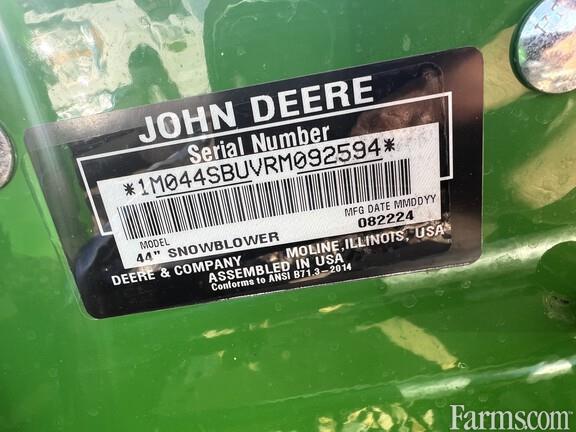 JOHN DEERE
Serial Number
*1M044SBUVRM092594*
MFG DATE MMDDYY
MODEL 082224
44" SNOWBLOWER
DEERE & COMPANY MOLINE, ILLINOIS, USA
ASSEMBLED IN USA
Conforms to ANSI B71.3-2014
Farms.com